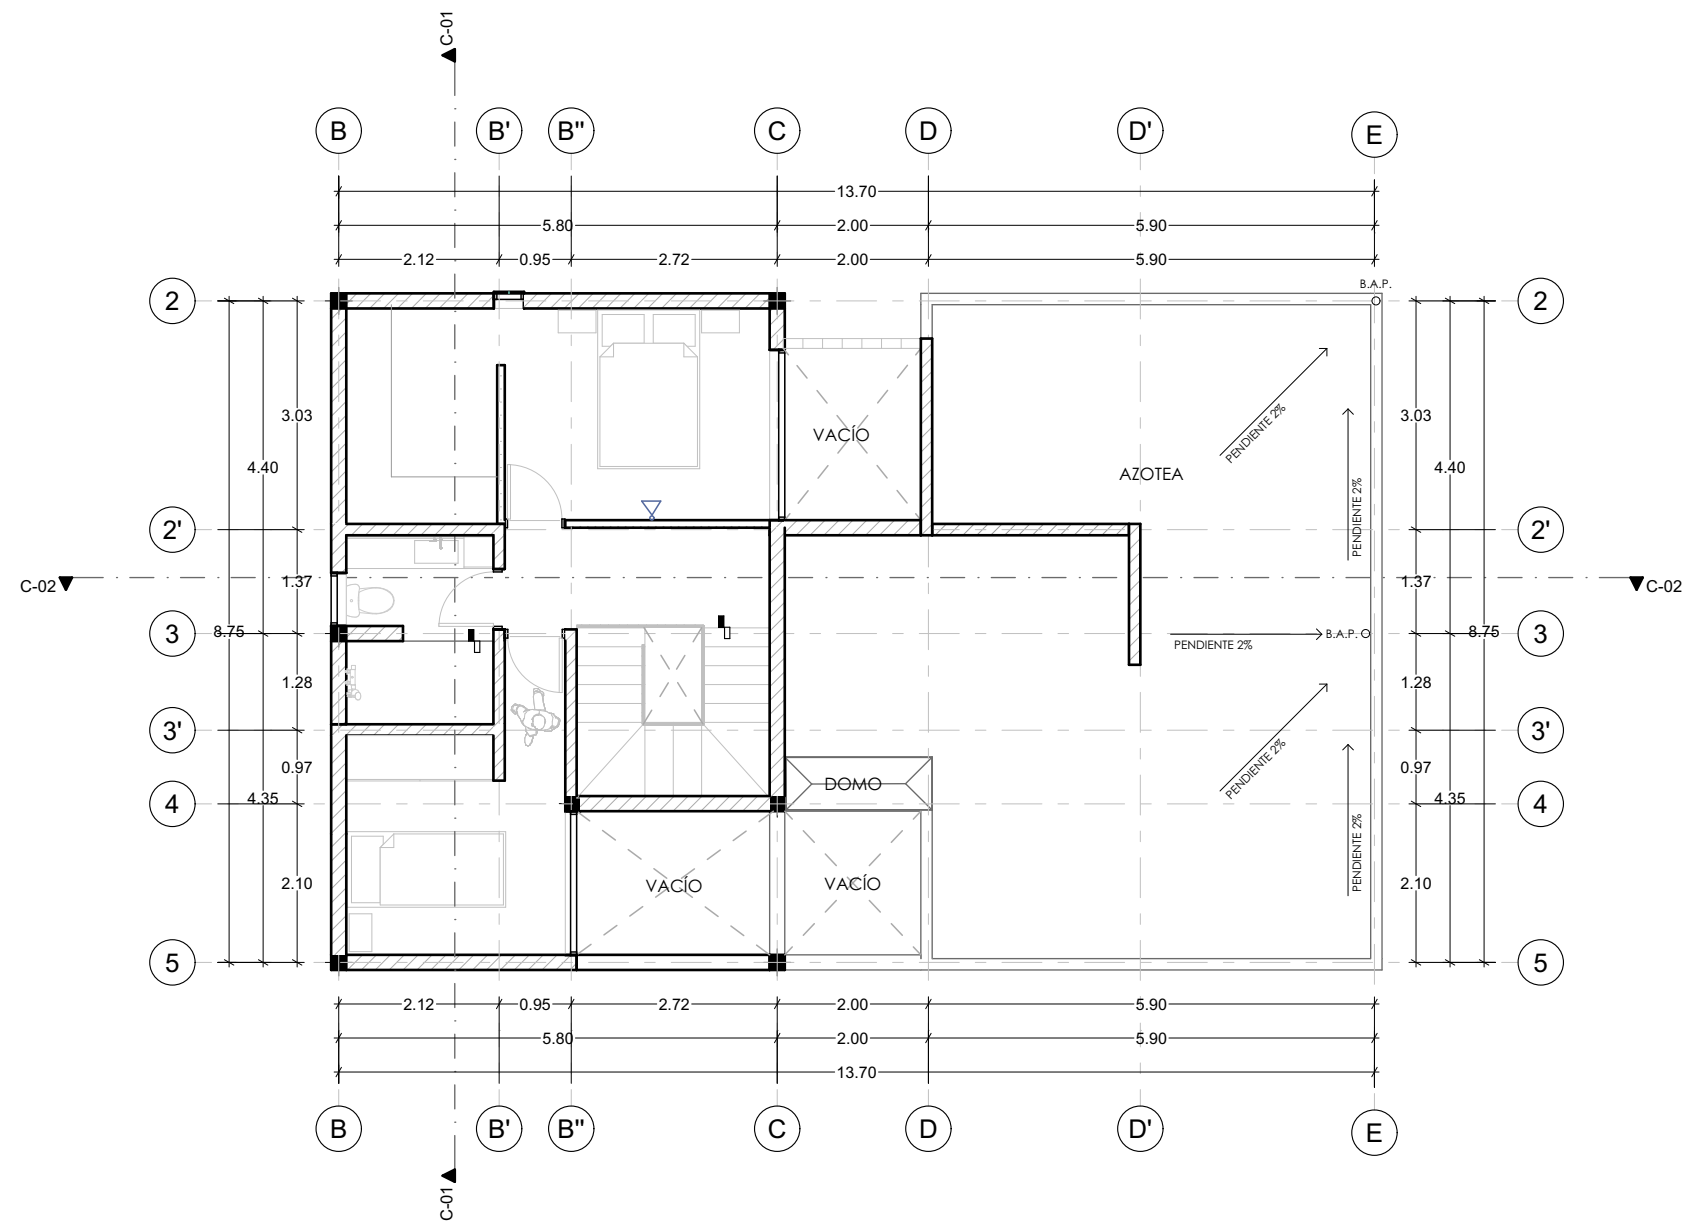 C-01
B B' B" C D D' E
13.70
5.80 2.00 5.90
2.12 0.95 2.72 2.00 5.90
B.A.P.
2 2
3.03 3.03
PENDIENTE 2%
VACÍO
4.40 4.40
AZOTEA
PENDIENTE 2%
2' 2'
C-02 1.37 1.37 C-02
3 8.75 PENDIENTE 2% B.A.P. 8.75 3
1.28 1.28
3' 3'
0.97 0.97
PENDIENTE 2%
DOMO
4.35 4.35
4 4
PENDIENTE 2%
2.10 VACÍO VACÍO 2.10
5 5
2.12 0.95 2.72 2.00 5.90
5.80 2.00 5.90
13.70
B B' B" C D D' E
C-01